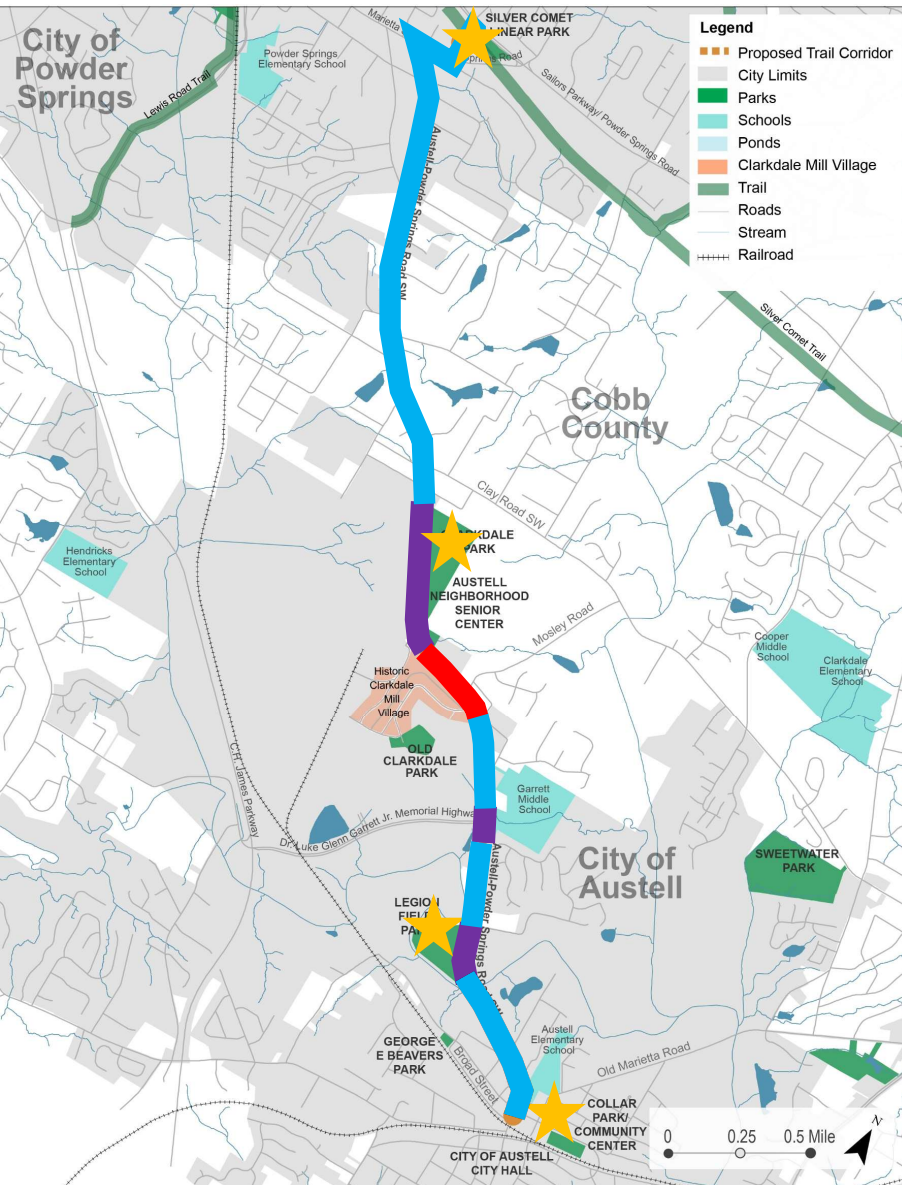 City of
Powder
Springs
Lewis Road Trail
Powder Springs
Elementary School
Marietta
SILVER COMET
LINEAR PARK
Springs Road
Sailors Parkway/ Powder Springs Road
Legend
Proposed Trail Corridor
City Limits
Parks
Schools
Ponds
Clarkdale Mill Village
Trail
Roads
Stream
Railroad
Austell-Powder Springs Road SW
Silver Comet Trail
Cobb
County
Clay Road SW
CLARKDALE
PARK
Hendricks
Elementary
School
AUSTELL
NEIGHBORHOOD
SENIOR
CENTER
Mosley Road
Cooper
Middle
School
Clarkdale
Elementary
School
Historic
Clarkdale
Mill
Village
OLD
CLARKDALE
PARK
C.H. James Parkway
Garrett
Middle
School
Dr. Luke Glenn Garrett Jr. Memorial Highway
City of
Austell
SWEETWATER
PARK
Austell-Powder Springs Road SW
LEGION
FIELD
PARK
GEORGE
E BEAVERS
PARK
Broad Street
Austell
Elementary
School
Old Marietta Road
COLLAR
PARK/
COMMUNITY
CENTER
CITY OF AUSTELL
CITY HALL
0 0.25 0.5 Mile
N